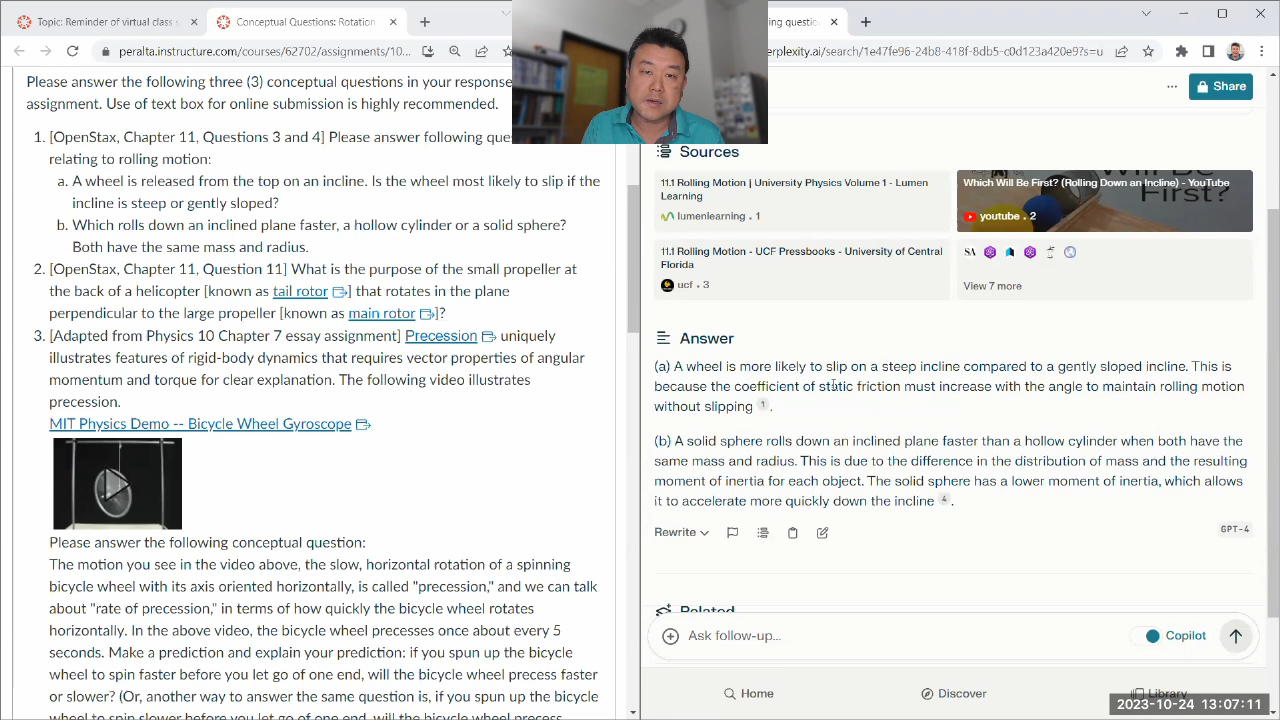 Topic: Reminder of virtual class s
Conceptual Questions: Rotation
ing question of
peralta.instructure.com/courses/62702/assignments/10...
perplexity.ai/search/1e47fe96-24b8-418f-8db5-c0d123a420e9?s=u
Please answer the following three (3) conceptual questions in your response
assignment. Use of text box for online submission is highly recommended.
1. [OpenStax, Chapter 11, Questions 3 and 4] Please answer following que
relating to rolling motion:
a. A wheel is released from the top on an incline. Is the wheel most likely to slip if the
incline is steep or gently sloped?
b. Which rolls down an inclined plane faster, a hollow cylinder or a solid sphere?
Both have the same mass and radius.
2. [OpenStax, Chapter 11, Question 11] What is the purpose of the small propeller at
the back of a helicopter [known as tail rotor ] that rotates in the plane
perpendicular to the large propeller [known as main rotor ]?
3. [Adapted from Physics 10 Chapter 7 essay assignment] Precession uniquely
illustrates features of rigid-body dynamics that requires vector properties of angular
momentum and torque for clear explanation. The following video illustrates
precession.
MIT Physics Demo -- Bicycle Wheel Gyroscope
Please answer the following conceptual question:
The motion you see in the video above, the slow, horizontal rotation of a spinning
bicycle wheel with its axis oriented horizontally, is called "precession," and we can talk
about "rate of precession," in terms of how quickly the bicycle wheel rotates
horizontally. In the above video, the bicycle wheel precesses once about every 5
seconds. Make a prediction and explain your prediction: if you spun up the bicycle
wheel to spin faster before you let go of one end, will the bicycle wheel precess faster
or slower? (Or, another way to answer the same question is, if you spun up the bicycle
wheel to spin slower before you let go of one end, will the bicycle wheel precess
Share
Sources
11.1 Rolling Motion | University Physics Volume 1 - Lumen
Learning
lumenlearning . 1
Which Will Be First? (Rolling Down an Incline) - YouTube
First?
youtube . 2
11.1 Rolling Motion - UCF Pressbooks - University of Central
Florida
ucf . 3
SA
View 7 more
Answer
(a) A wheel is more likely to slip on a steep incline compared to a gently sloped incline. This is
because the coefficient of static friction must increase with the angle to maintain rolling motion
without slipping 1 .
(b) A solid sphere rolls down an inclined plane faster than a hollow cylinder when both have the
same mass and radius. This is due to the difference in the distribution of mass and the resulting
moment of inertia for each object. The solid sphere has a lower moment of inertia, which allows
it to accelerate more quickly down the incline 4 .
Rewrite
GPT-4
Related
Ask follow-up...
Copilot
Home
Discover
Library
2023-10-24 13:07:11